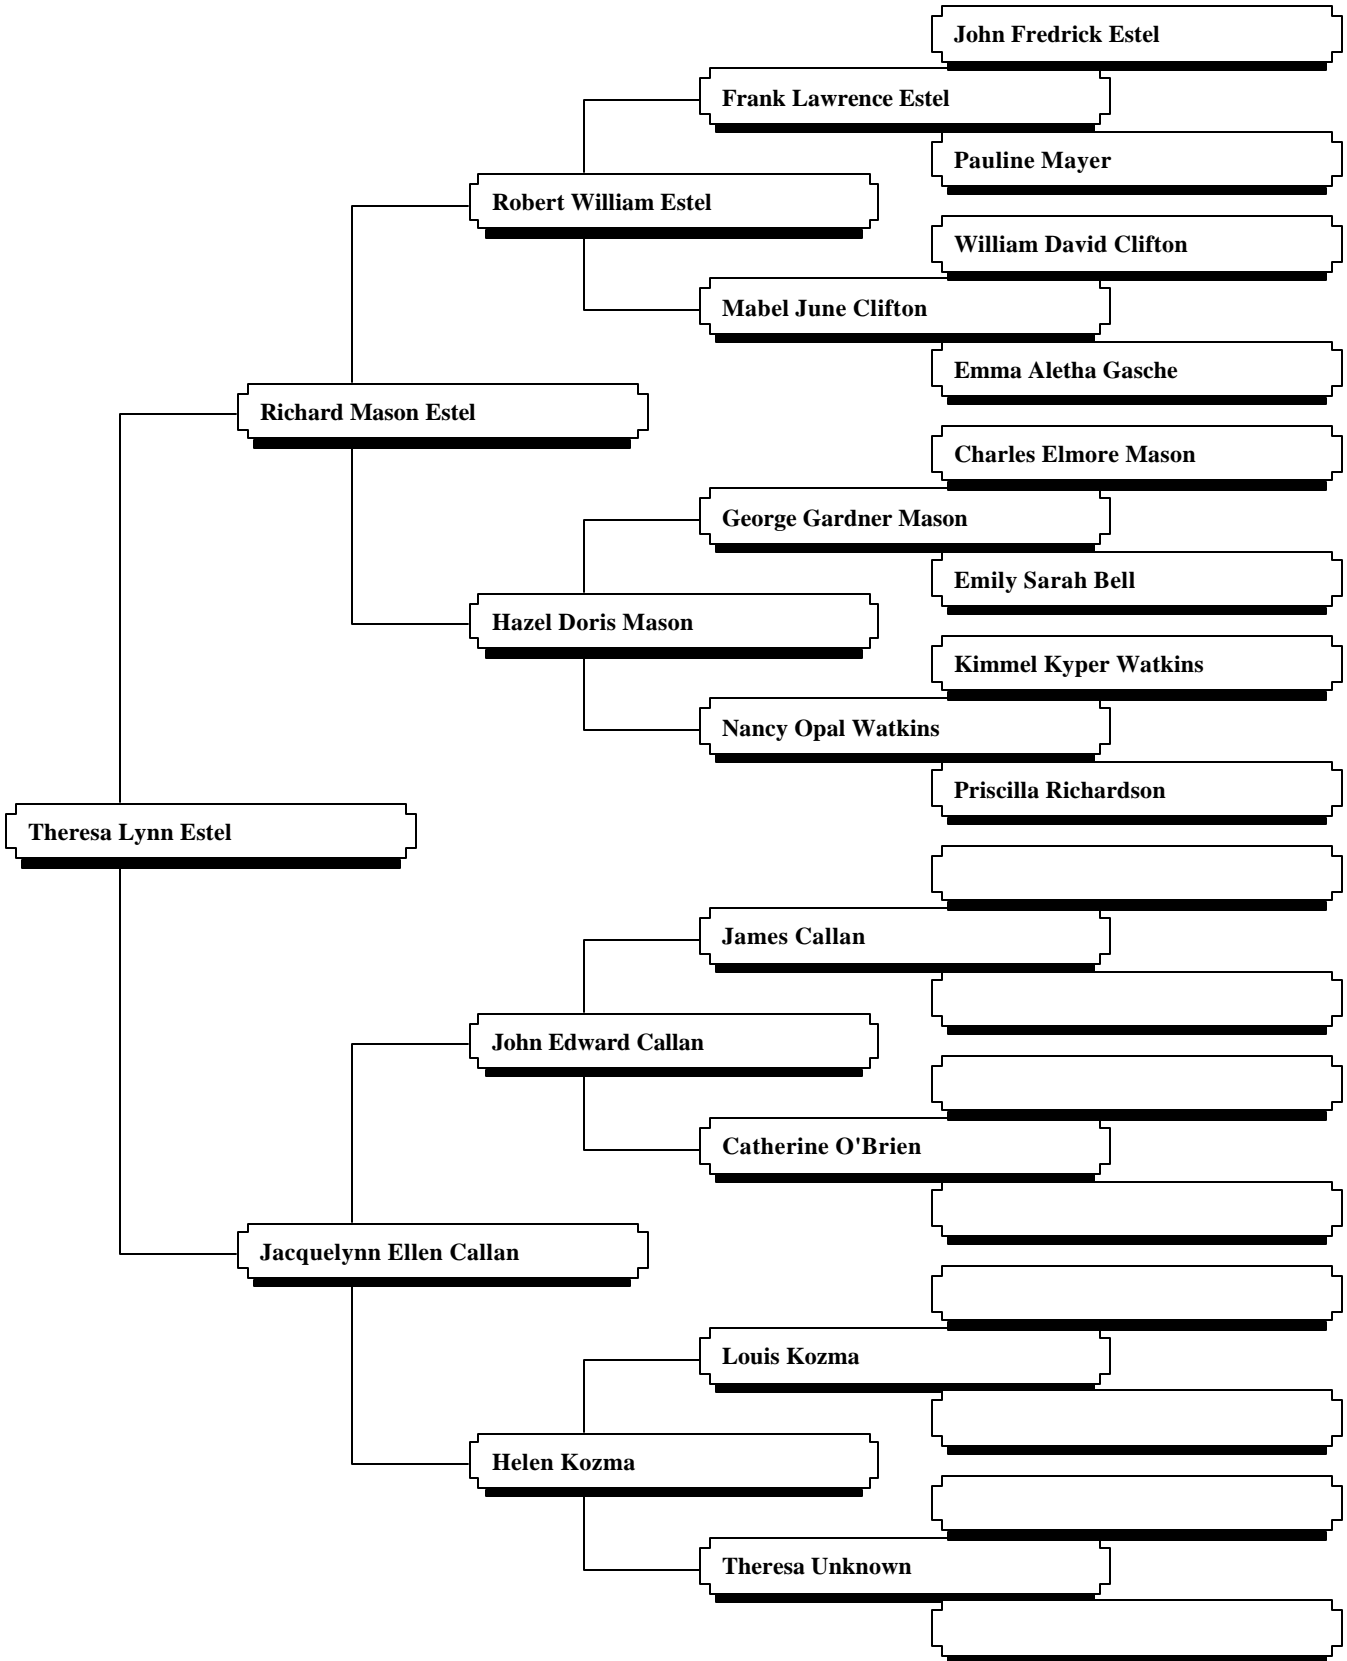 John Fredrick Estel
Frank Lawrence Estel
Pauline Mayer
Robert William Estel
William David Clifton
Mabel June Clifton
Emma Aletha Gasche
Richard Mason Estel
Charles Elmore Mason
George Gardner Mason
Emily Sarah Bell
Hazel Doris Mason
Kimmel Kyper Watkins
Nancy Opal Watkins
Priscilla Richardson
Theresa Lynn Estel
James Callan
John Edward Callan
Catherine O'Brien
Jacquelynn Ellen Callan
Louis Kozma
Helen Kozma
Theresa Unknown